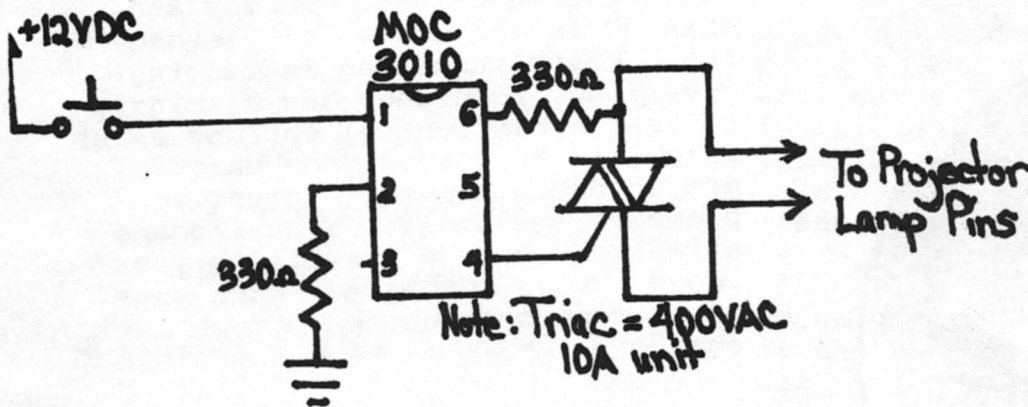 +12VDC
MOC
3010
330Ω
1
6
2
5
3
4
330Ω
To Projector
Lamp Pins
Note: Triac = 400VAC
10A unit